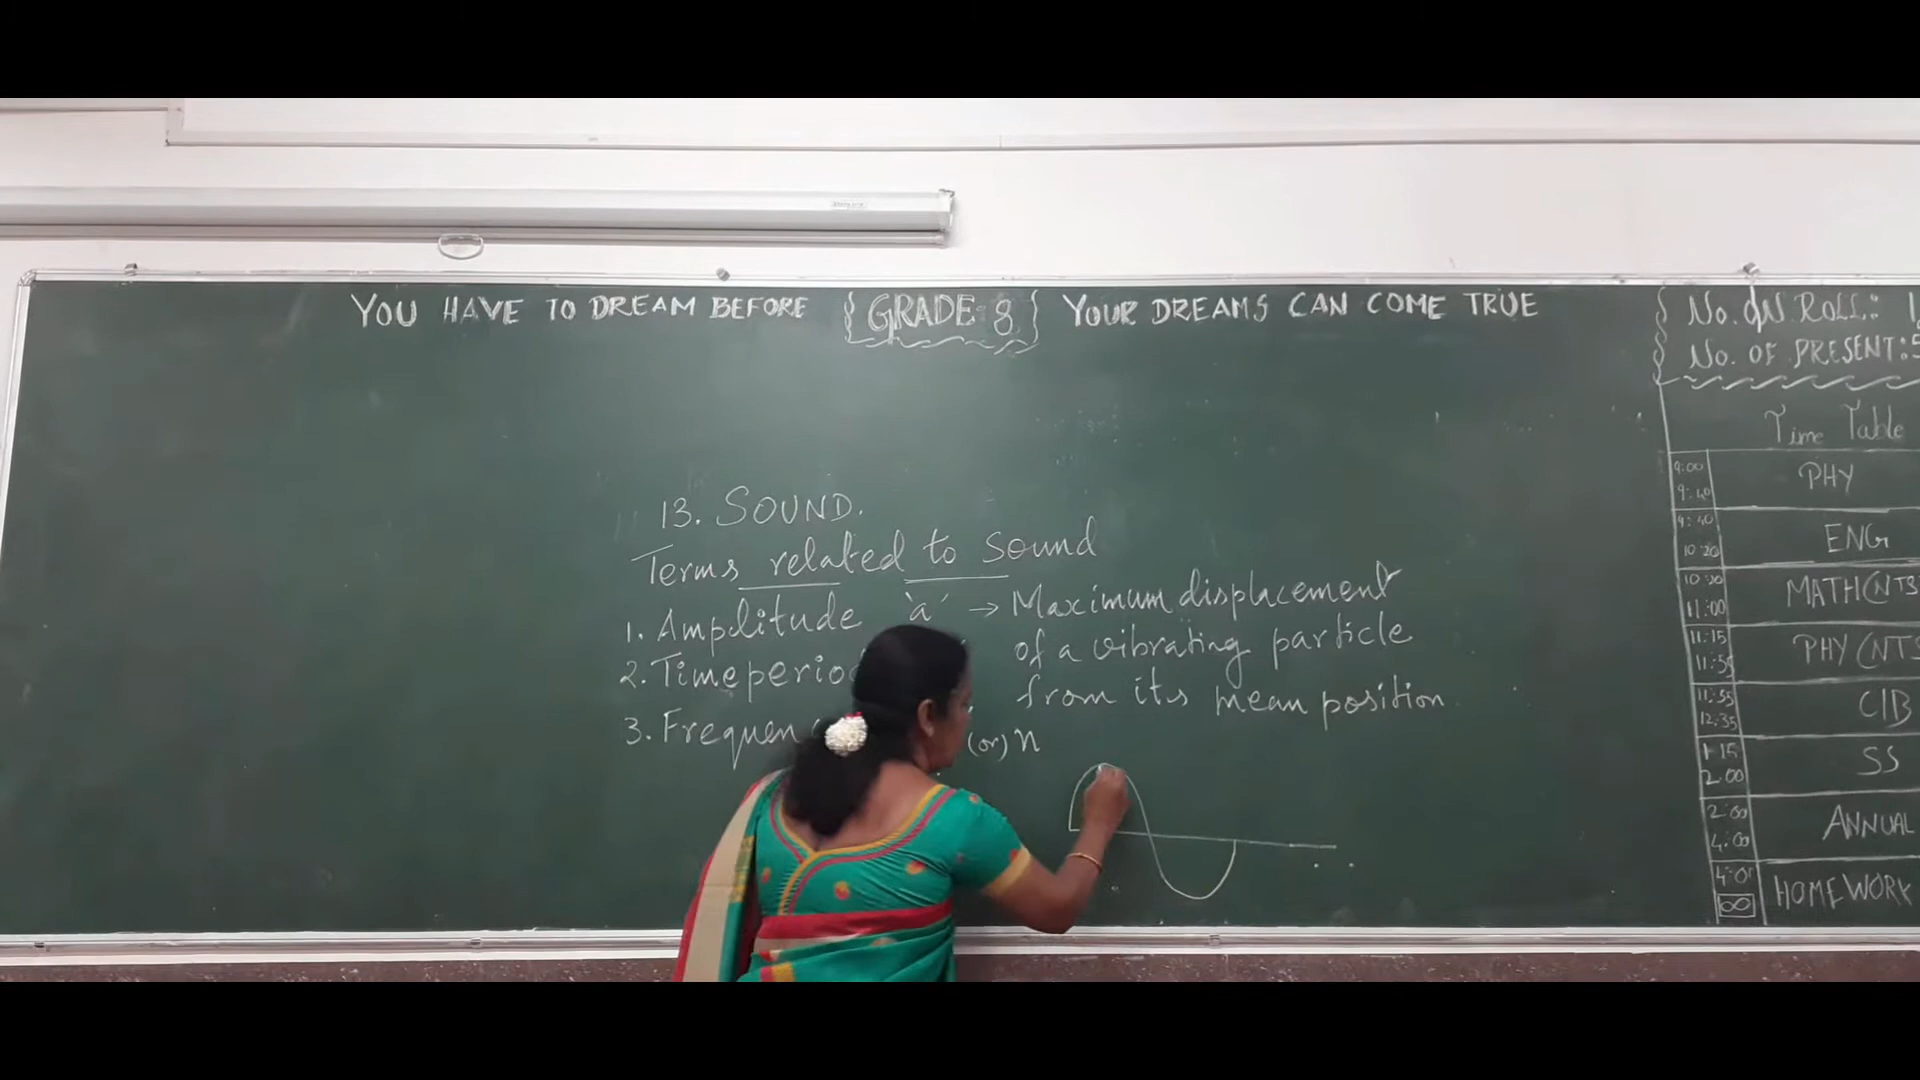 YOU HAVE TO DREAM BEFORE {GRADE 8} YOUR DREAMS CAN COME TRUE
13. SOUND.
Terms related to Sound
1. Amplitude 'a' → Maximum displacement
of a vibrating particle
from its mean position
2. Timeperiod
3. Frequen
(or) n
No. ON ROLL:
No. OF PRESENT: 5
Time Table
9:00 9:40 PHY
9:40 10:20 ENG
10:20 11:00 MATH (NTS
11:15 11:55 PHY (NTS
11:55 12:35 CIB
1:15 2:00 SS
2:00 4:00 ANNUAL
4:01 ∞ HOMEWORK